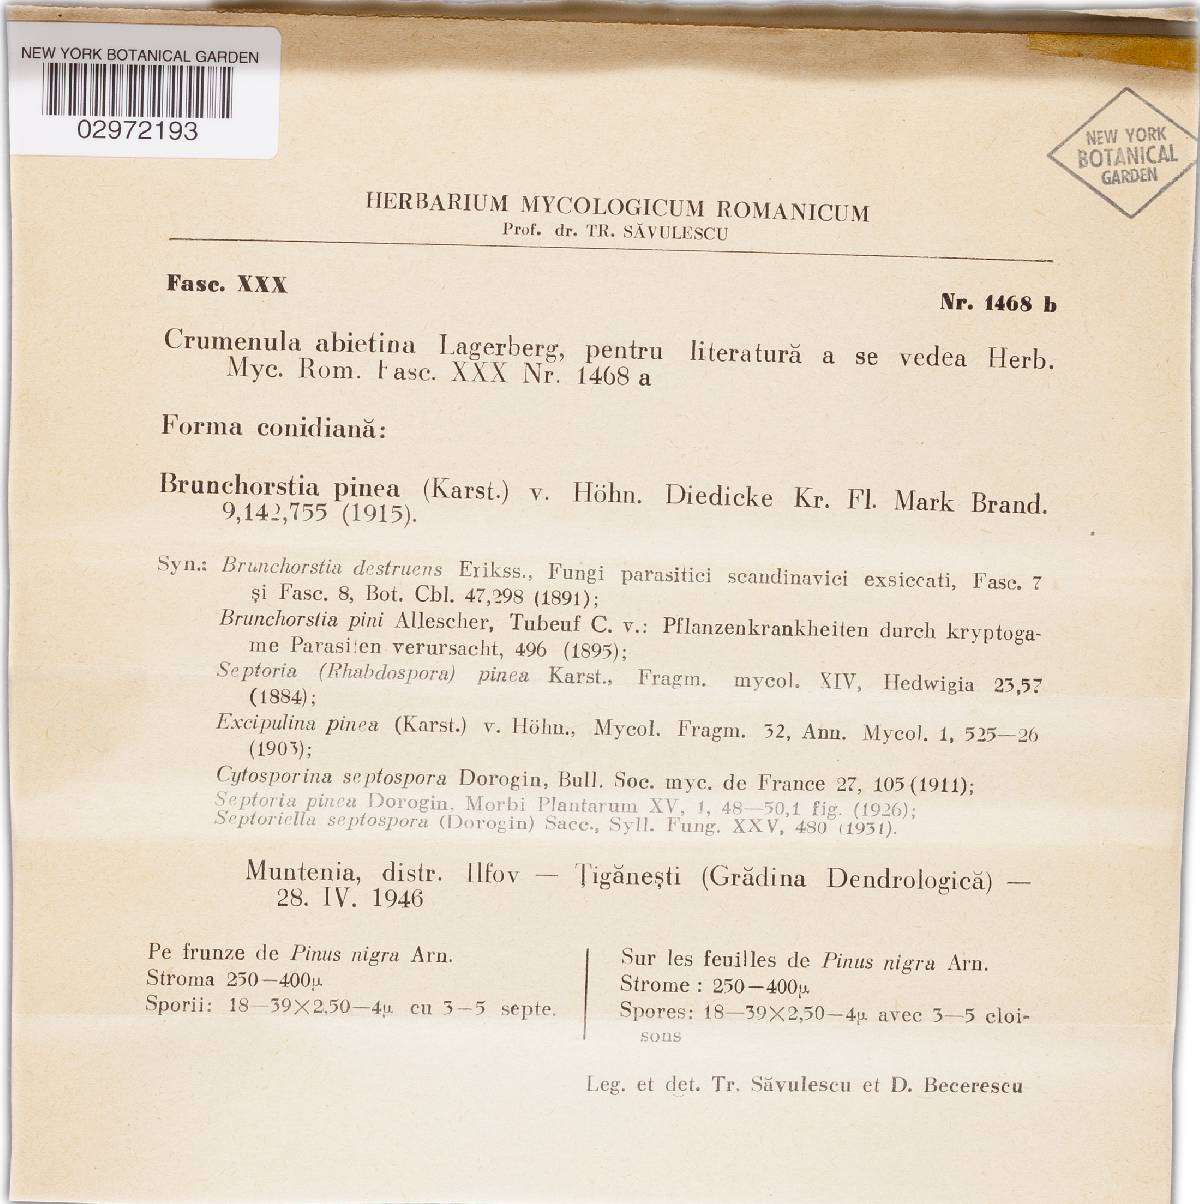 NEW YORK BOTANICAL GARDEN
02972193
NEW YORK
BOTANICAL
GARDEN
HERBARIUM MYCOLOGICUM ROMANICUM
Prof. dr. TR. SĂVULESCU
Fasc. XXX
Nr. 1468 b
Crumenula abietina Lagerberg, pentru literatură a se vedea Herb.
Myc. Rom. Fasc. XXX Nr. 1468 a
Forma conidiană:
Brunchorstia pinea (Karst.) v. Höhn. Diedicke Kr. Fl. Mark Brand.
9,142,755 (1915).
Syn.: Brunchorstia destruens Erikss., Fungi parasitici scandinavici exsiccati, Fasc. 7
și Fasc. 8, Bot. Cbl. 47,298 (1891);
Brunchorstia pini Allescher, Tubeuf C. v.: Pflanzenkrankheiten durch kryptoga-
me Parasiten verursacht, 496 (1895);
Septoria (Rhabdospora) pinea Karst., Fragm. mycol. XIV, Hedwigia 23,57
(1884);
Excipulina pinea (Karst.) v. Höhn., Mycol. Fragm. 32, Ann. Mycol. 1, 525—26
(1903);
Cytosporina septospora Dorogin, Bull. Soc. myc. de France 27, 105 (1911);
Septoria pinea Dorogin, Morbi Plantarum XV, 1, 48—50,1 fig. (1926);
Septoriella septospora (Dorogin) Sacc., Syll. Fung. XXV, 480 (1931).
Muntenia, distr. Ilfov — Țigănești (Grădina Dendrologică) —
28. IV. 1946
Pe frunze de Pinus nigra Arn.
Stroma 250—400µ
Sporii: 18—39×2,50—4µ cu 3—5 septe.
Sur les feuilles de Pinus nigra Arn.
Strome : 250—400µ
Spores: 18—39×2,50—4µ avec 3—5 cloi-
sons
Leg. et det. Tr. Săvulescu et D. Becerescu